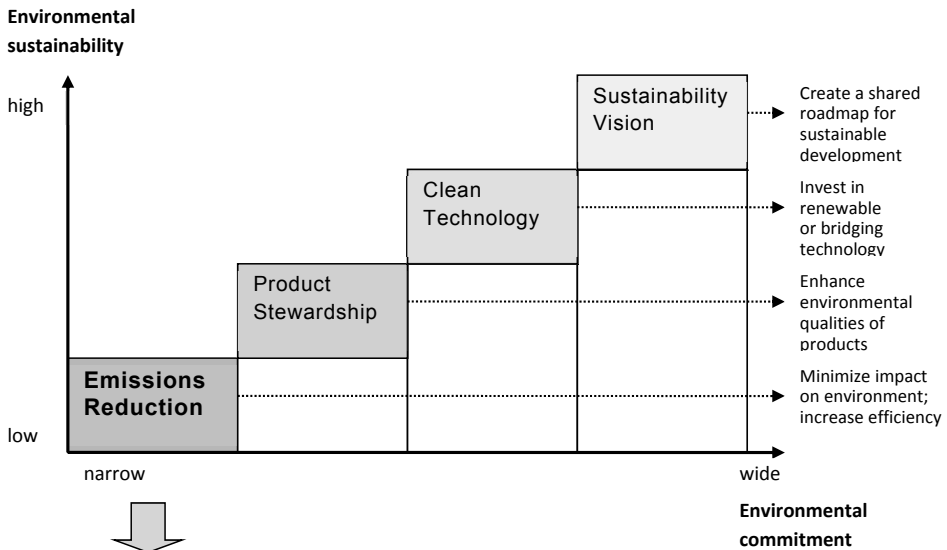 Environmental
sustainability
high
Sustainability
Vision
Create a shared
roadmap for
sustainable
development
Clean
Technology
Invest in
renewable
or bridging
technology
Product
Stewardship
Enhance
environmental
qualities of
products
Emissions
Reduction
Minimize impact
on environment;
increase efficiency
low
narrow
wide
Environmental
commitment